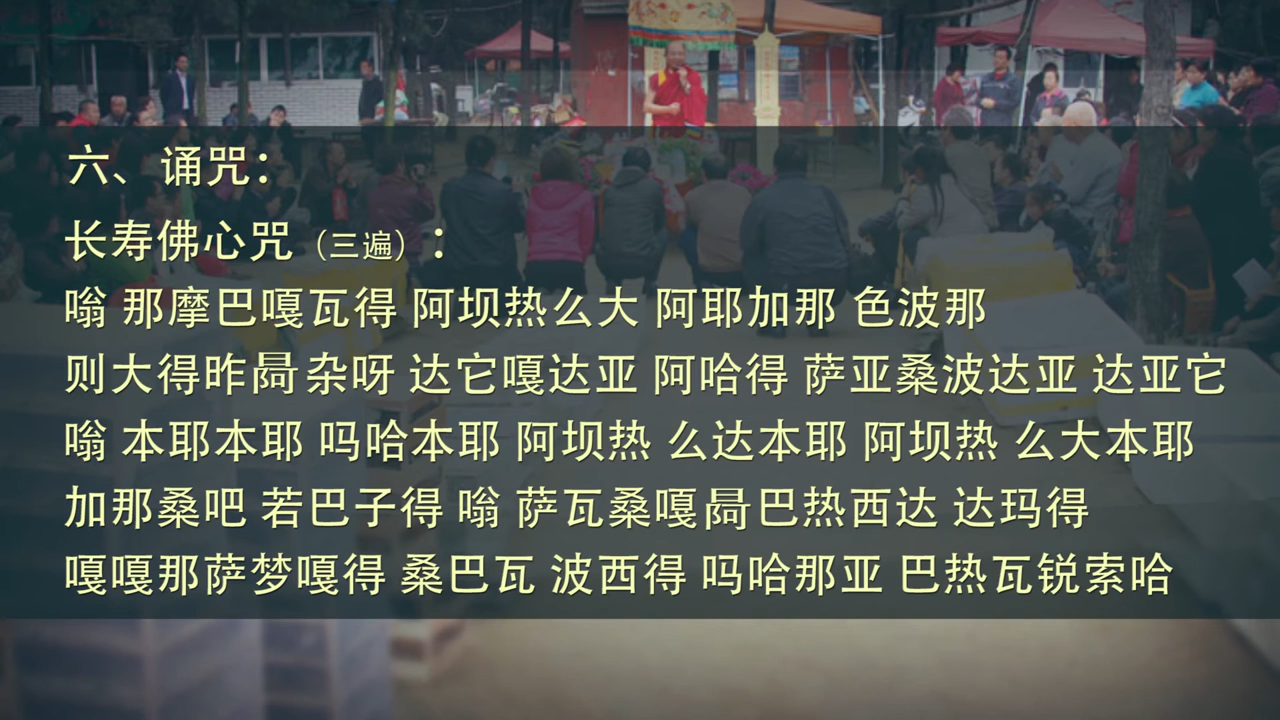 六、诵咒：
长寿佛心咒（三遍）：
嗡 那摩巴嘎瓦得 阿坝热么大 阿耶加那 色波那
则大得昨曷杂呀 达它嘎达亚 阿哈得 萨亚桑波达亚 达亚它
嗡 本耶本耶 吗哈本耶 阿坝热 么达本耶 阿坝热 么大本耶
加那桑吧 若巴子得 嗡 萨瓦桑嘎曷巴热西达 达玛得
嘎嘎那萨梦嘎得 桑巴瓦 波西得 吗哈那亚 巴热瓦锐索哈